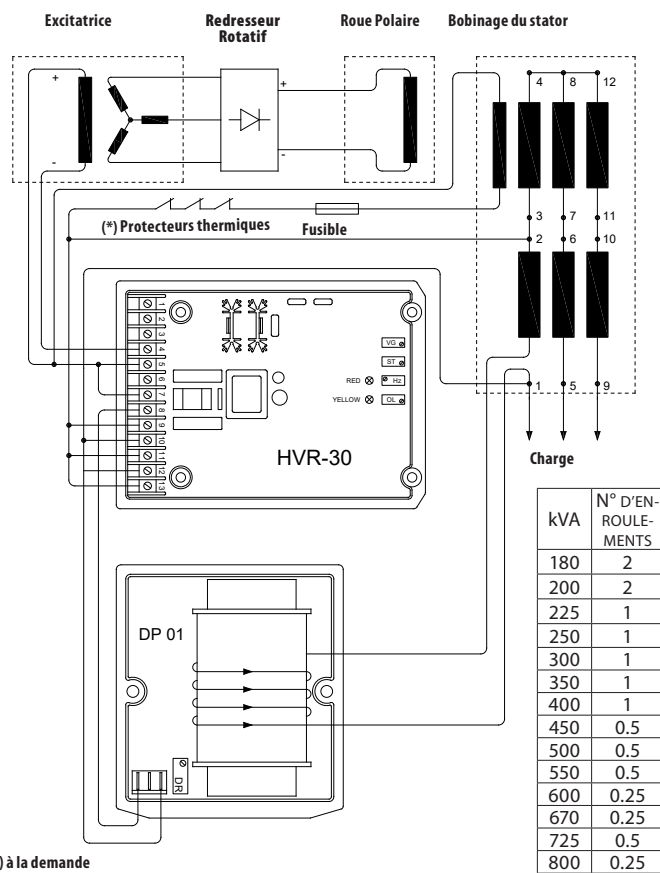 Excitatrice
Redresseur
Rotatif
Roue Polaire
Bobinage du stator
+
-
+
-
4
8
12
3
7
11
2
6
10
1
5
9
(*) Protecteurs thermiques
Fusible
1
2
3
4
5
6
7
8
9
10
11
12
13
VG
ST
RED
Hz
YELLOW
OL
HVR-30
Charge
DP 01
DR
kVA
N° D'EN-
ROULE-
MENTS
180 2
200 2
225 1
250 1
300 1
350 1
400 1
450 0.5
500 0.5
550 0.5
600 0.25
670 0.25
725 0.5
800 0.25
) à la demande